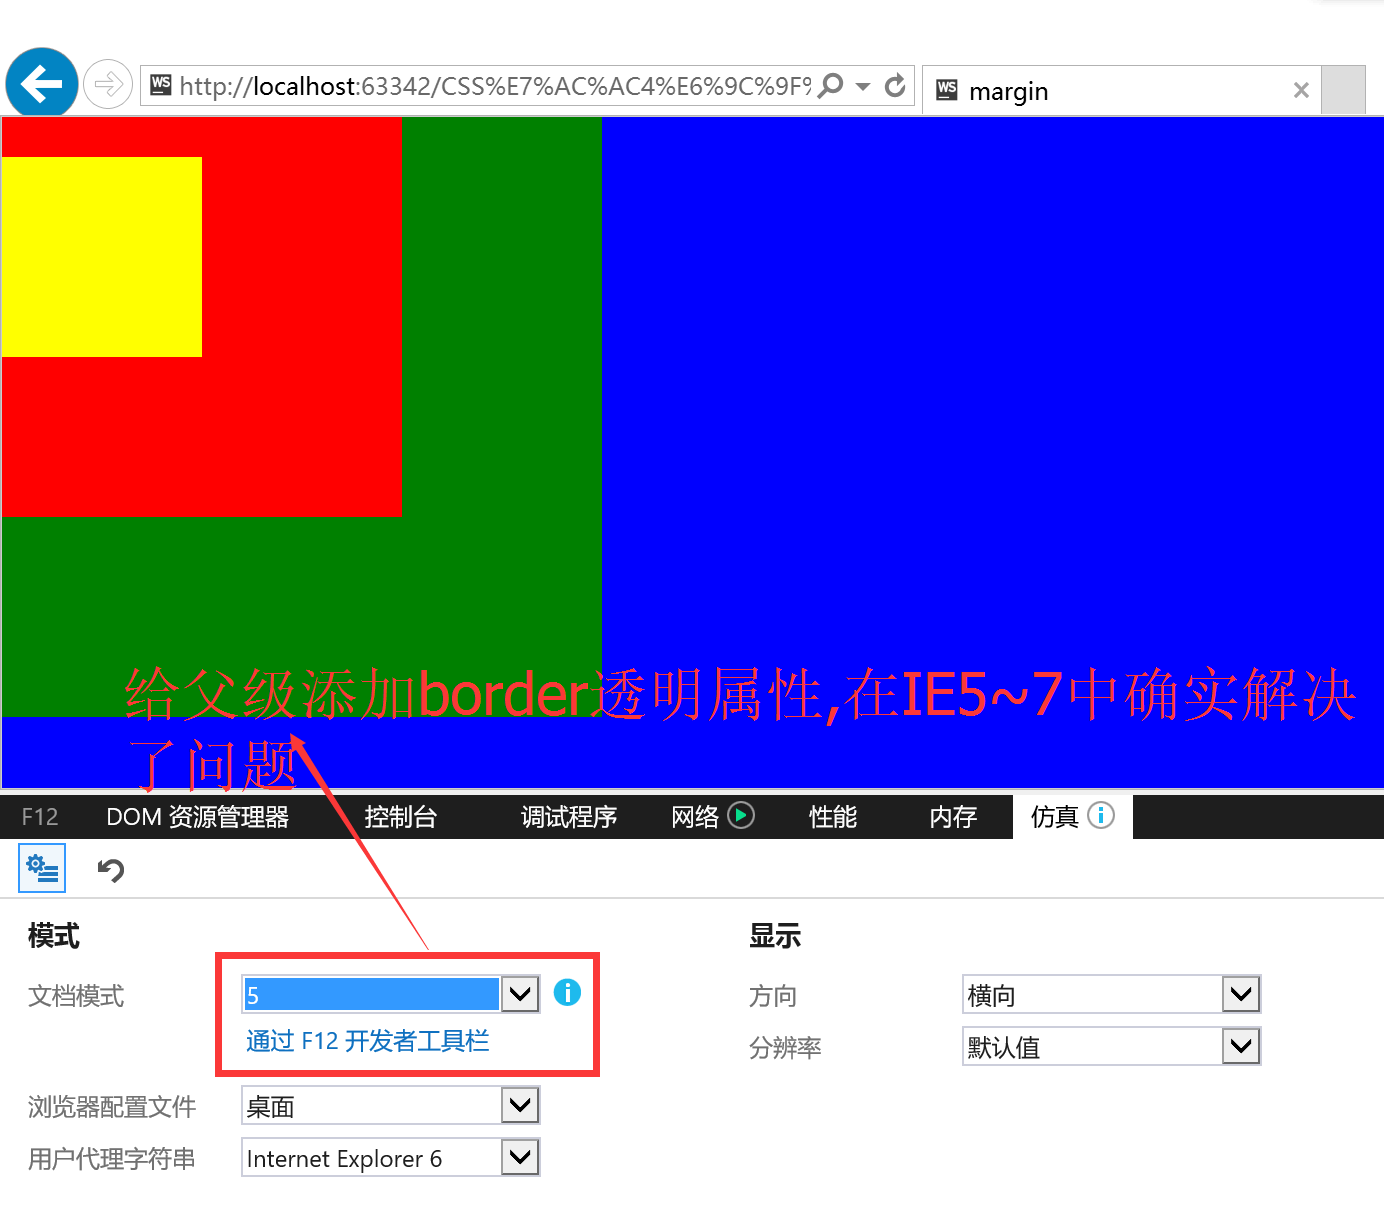 WS http://localhost:63342/CSS%E7%AC%AC4%E6%9C%9F% WS margin
给父级添加border透明属性,在IE5~7中确实解决
了问题
F12 DOM 资源管理器 控制台 调试程序 网络 性能 内存 仿真
模式 显示
文档模式 5 方向 横向
通过 F12 开发者工具栏
分辨率 默认值
浏览器配置文件 桌面
用户代理字符串 Internet Explorer 6